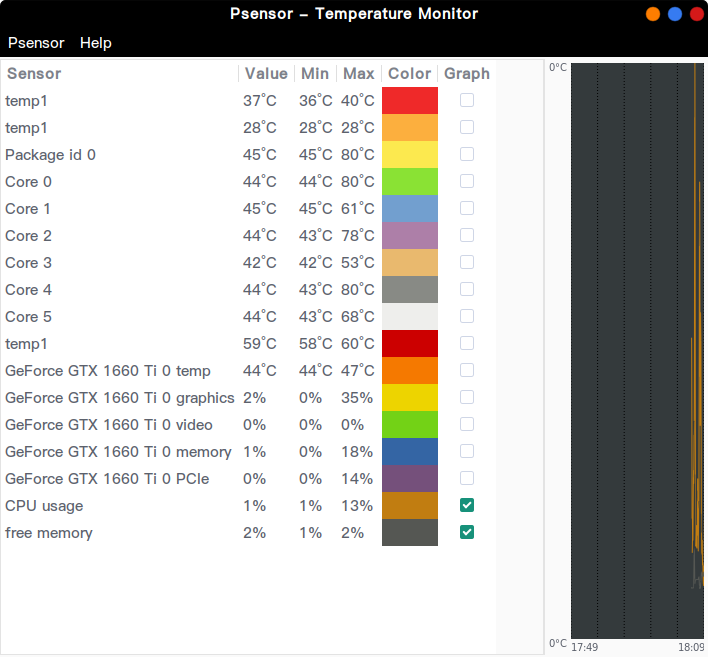 Psensor – Temperature Monitor
Psensor Help
Sensor Value Min Max Color Graph
temp1 37°C 36°C 40°C
temp1 28°C 28°C 28°C
Package id 0 45°C 45°C 80°C
Core 0 44°C 44°C 80°C
Core 1 45°C 45°C 61°C
Core 2 44°C 43°C 78°C
Core 3 42°C 42°C 53°C
Core 4 44°C 43°C 80°C
Core 5 44°C 43°C 68°C
temp1 59°C 58°C 60°C
GeForce GTX 1660 Ti 0 temp 44°C 44°C 47°C
GeForce GTX 1660 Ti 0 graphics 2% 0% 35%
GeForce GTX 1660 Ti 0 video 0% 0% 0%
GeForce GTX 1660 Ti 0 memory 1% 0% 18%
GeForce GTX 1660 Ti 0 PCIe 0% 0% 14%
CPU usage 1% 1% 13%
free memory 2% 1% 2%
0°C
0°C
17:49 18:09